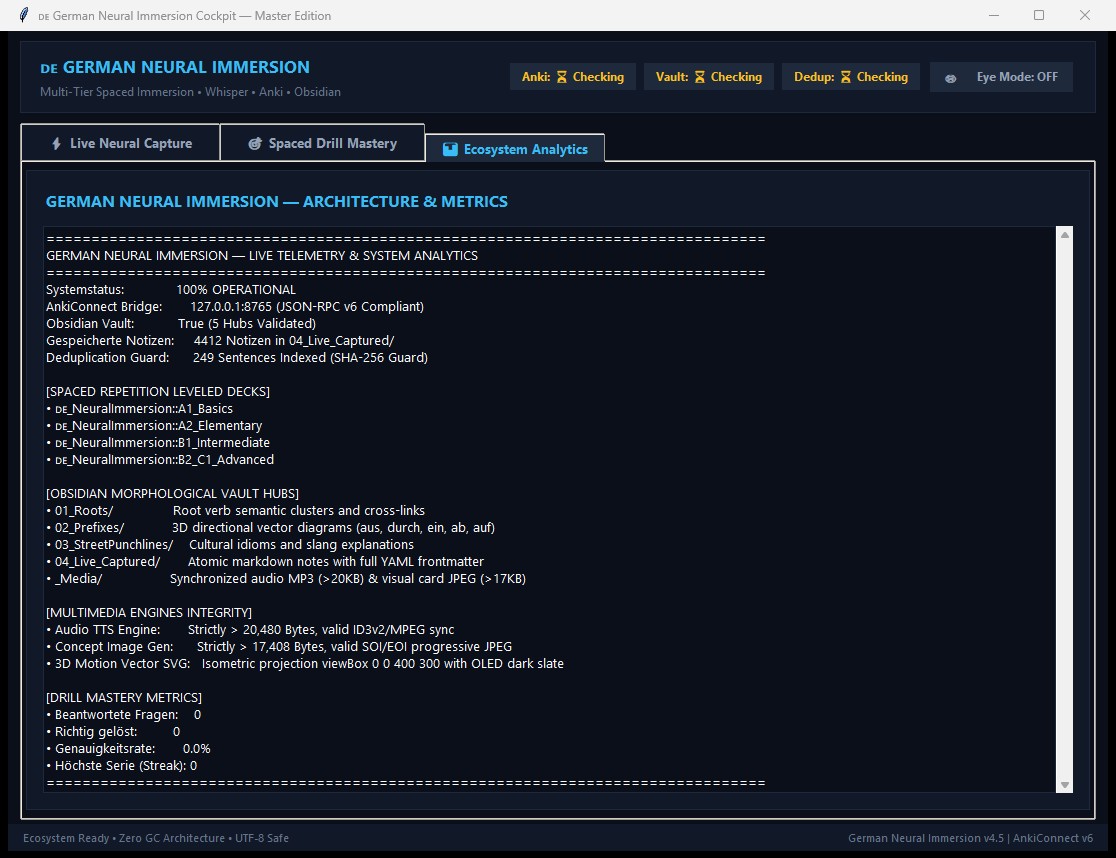 DE German Neural Immersion Cockpit — Master Edition
DE GERMAN NEURAL IMMERSION
Multi-Tier Spaced Immersion • Whisper • Anki • Obsidian
Anki: ⏳ Checking
Vault: ⏳ Checking
Dedup: ⏳ Checking
Eye Mode: OFF
Live Neural Capture
Spaced Drill Mastery
Ecosystem Analytics
GERMAN NEURAL IMMERSION — ARCHITECTURE & METRICS
================================================================================
GERMAN NEURAL IMMERSION — LIVE TELEMETRY & SYSTEM ANALYTICS
================================================================================
Systemstatus: 100% OPERATIONAL
AnkiConnect Bridge: 127.0.0.1:8765 (JSON-RPC v6 Compliant)
Obsidian Vault: True (5 Hubs Validated)
Gespeicherte Notizen: 4412 Notizen in 04_Live_Captured/
Deduplication Guard: 249 Sentences Indexed (SHA-256 Guard)
[SPACED REPETITION LEVELED DECKS]
• DE_NeuralImmersion::A1_Basics
• DE_NeuralImmersion::A2_Elementary
• DE_NeuralImmersion::B1_Intermediate
• DE_NeuralImmersion::B2_C1_Advanced
[OBSIDIAN MORPHOLOGICAL VAULT HUBS]
• 01_Roots/ Root verb semantic clusters and cross-links
• 02_Prefixes/ 3D directional vector diagrams (aus, durch, ein, ab, auf)
• 03_StreetPunchlines/ Cultural idioms and slang explanations
• 04_Live_Captured/ Atomic markdown notes with full YAML frontmatter
• _Media/ Synchronized audio MP3 (>20KB) & visual card JPEG (>17KB)
[MULTIMEDIA ENGINES INTEGRITY]
• Audio TTS Engine: Strictly > 20,480 Bytes, valid ID3v2/MPEG sync
• Concept Image Gen: Strictly > 17,408 Bytes, valid SOI/EOI progressive JPEG
• 3D Motion Vector SVG: Isometric projection viewBox 0 0 400 300 with OLED dark slate
[DRILL MASTERY METRICS]
• Beantwortete Fragen: 0
• Richtig gelöst: 0
• Genauigkeitsrate: 0.0%
• Höchste Serie (Streak): 0
================================================================================
Ecosystem Ready • Zero GC Architecture • UTF-8 Safe
German Neural Immersion v4.5 | AnkiConnect v6